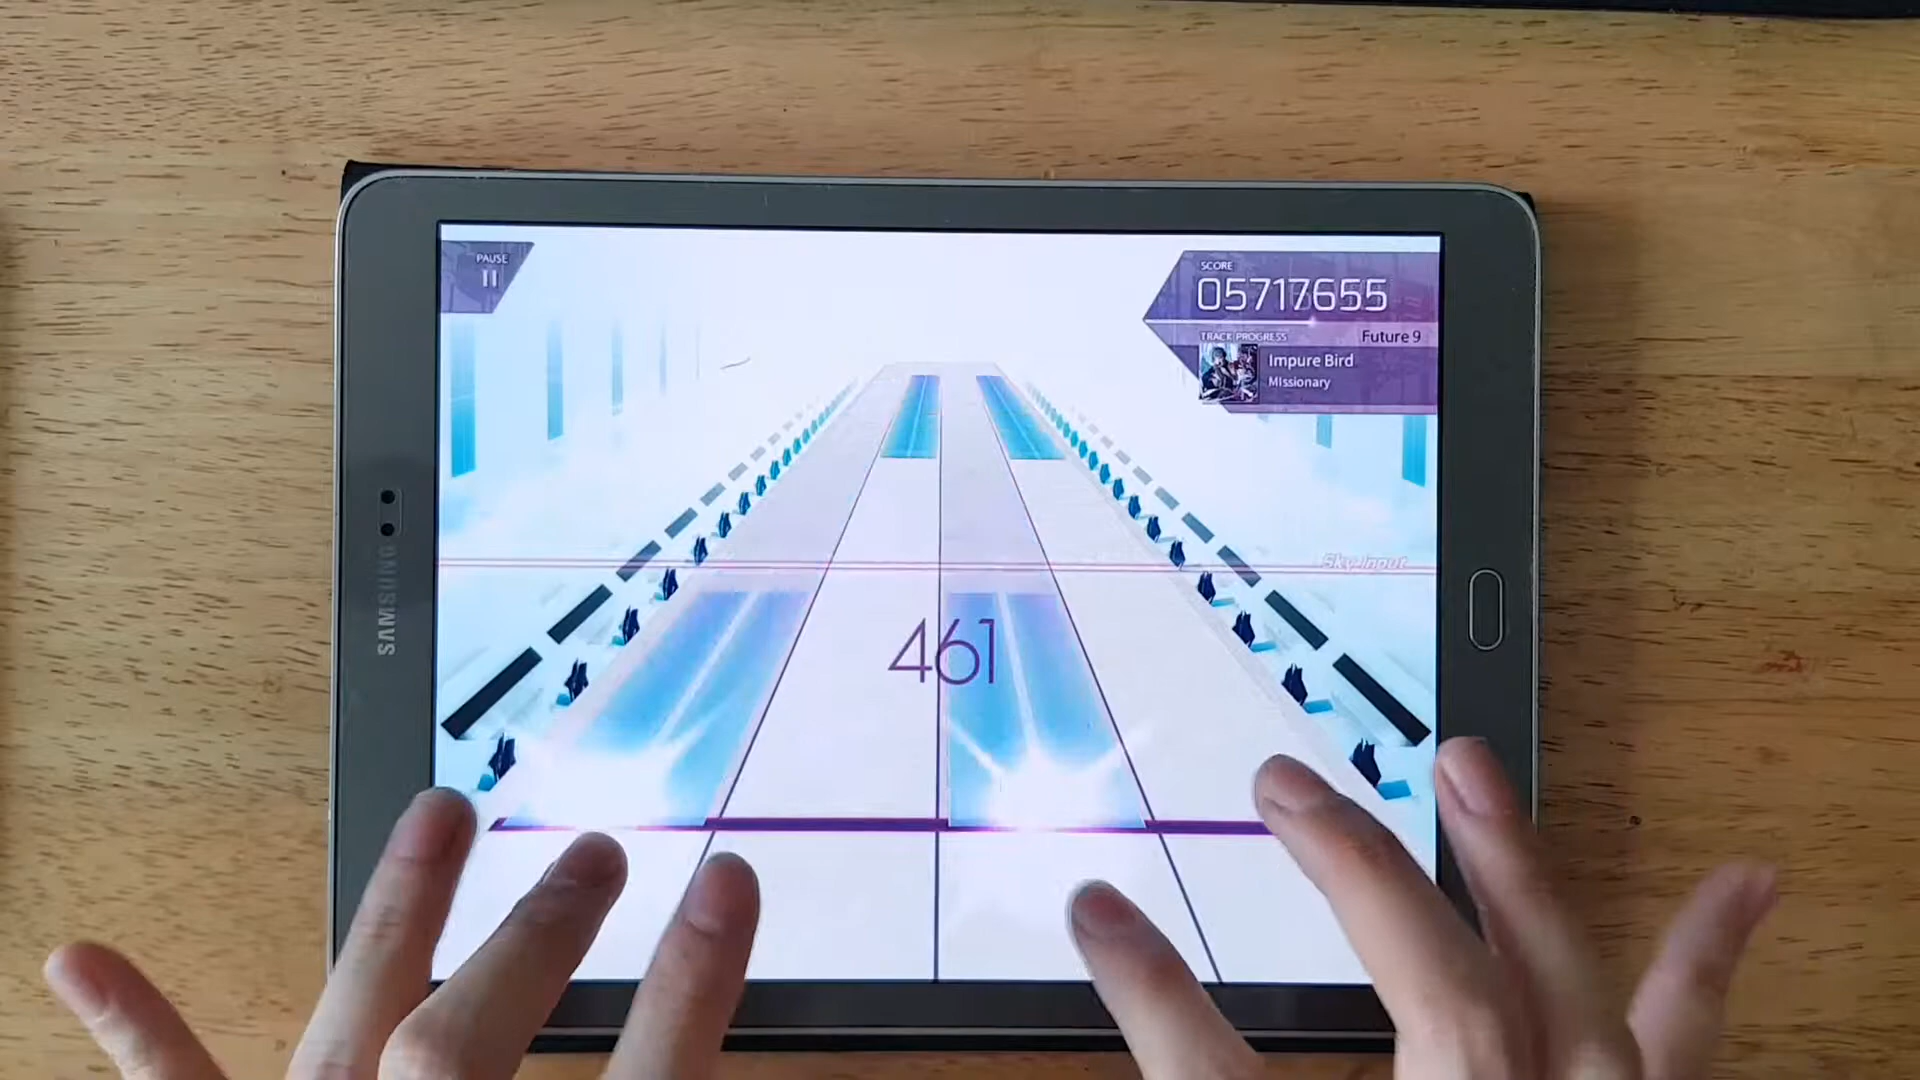 PAUSE
SCORE
05717655
TRACK PROGRESS
Future 9
Impure Bird
MIssionary
Sky Input
461
SAMSUNG